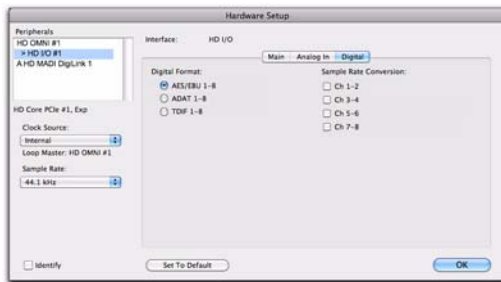 Hardware Setup
Peripherals
HD OMNI #1
> HD I/O #1
A HD MADI DigiLink 1
HD Core PCIe #1, Exp
Clock Source:
Internal
Loop Master: HD OMNI #1
Sample Rate:
44.1 kHz
Identify
Interface: HD I/O
Main Analog In Digital
Digital Format:
AES/EBU 1-8
ADAT 1-8
TDIF 1-8
Sample Rate Conversion:
Ch 1-2
Ch 3-4
Ch 5-6
Ch 7-8
Set To Default
OK